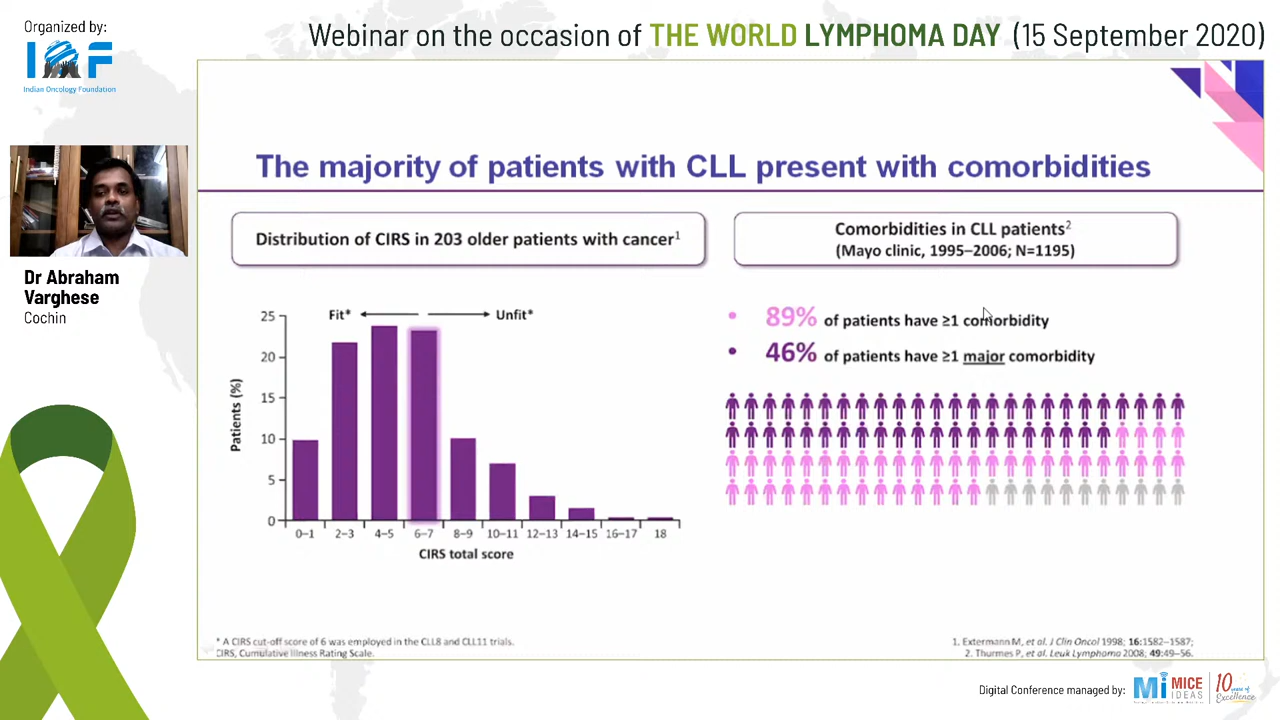 Organized by:
IOF
Indian Oncology Foundation
Webinar on the occasion of THE WORLD LYMPHOMA DAY (15 September 2020)
Dr Abraham
Varghese
Cochin
The majority of patients with CLL present with comorbidities
Distribution of CIRS in 203 older patients with cancer1
Fit*
Unfit*
Patients (%)
25
20
15
10
5
0
0–1 2–3 4–5 6–7 8–9 10–11 12–13 14–15 16–17 18
CIRS total score
Comorbidities in CLL patients2
(Mayo clinic, 1995–2006; N=1195)
• 89% of patients have ≥1 comorbidity
• 46% of patients have ≥1 major comorbidity
* A CIRS cut-off score of 6 was employed in the CLL8 and CLL11 trials.
CIRS, Cumulative Illness Rating Scale.
1. Extermann M, et al. J Clin Oncol 1998; 16:1582–1587;
2. Thurmes P, et al. Leuk Lymphoma 2008; 49:49–56.
Digital Conference managed by:
Mi MICE
IDEAS
10 years of
Excellence